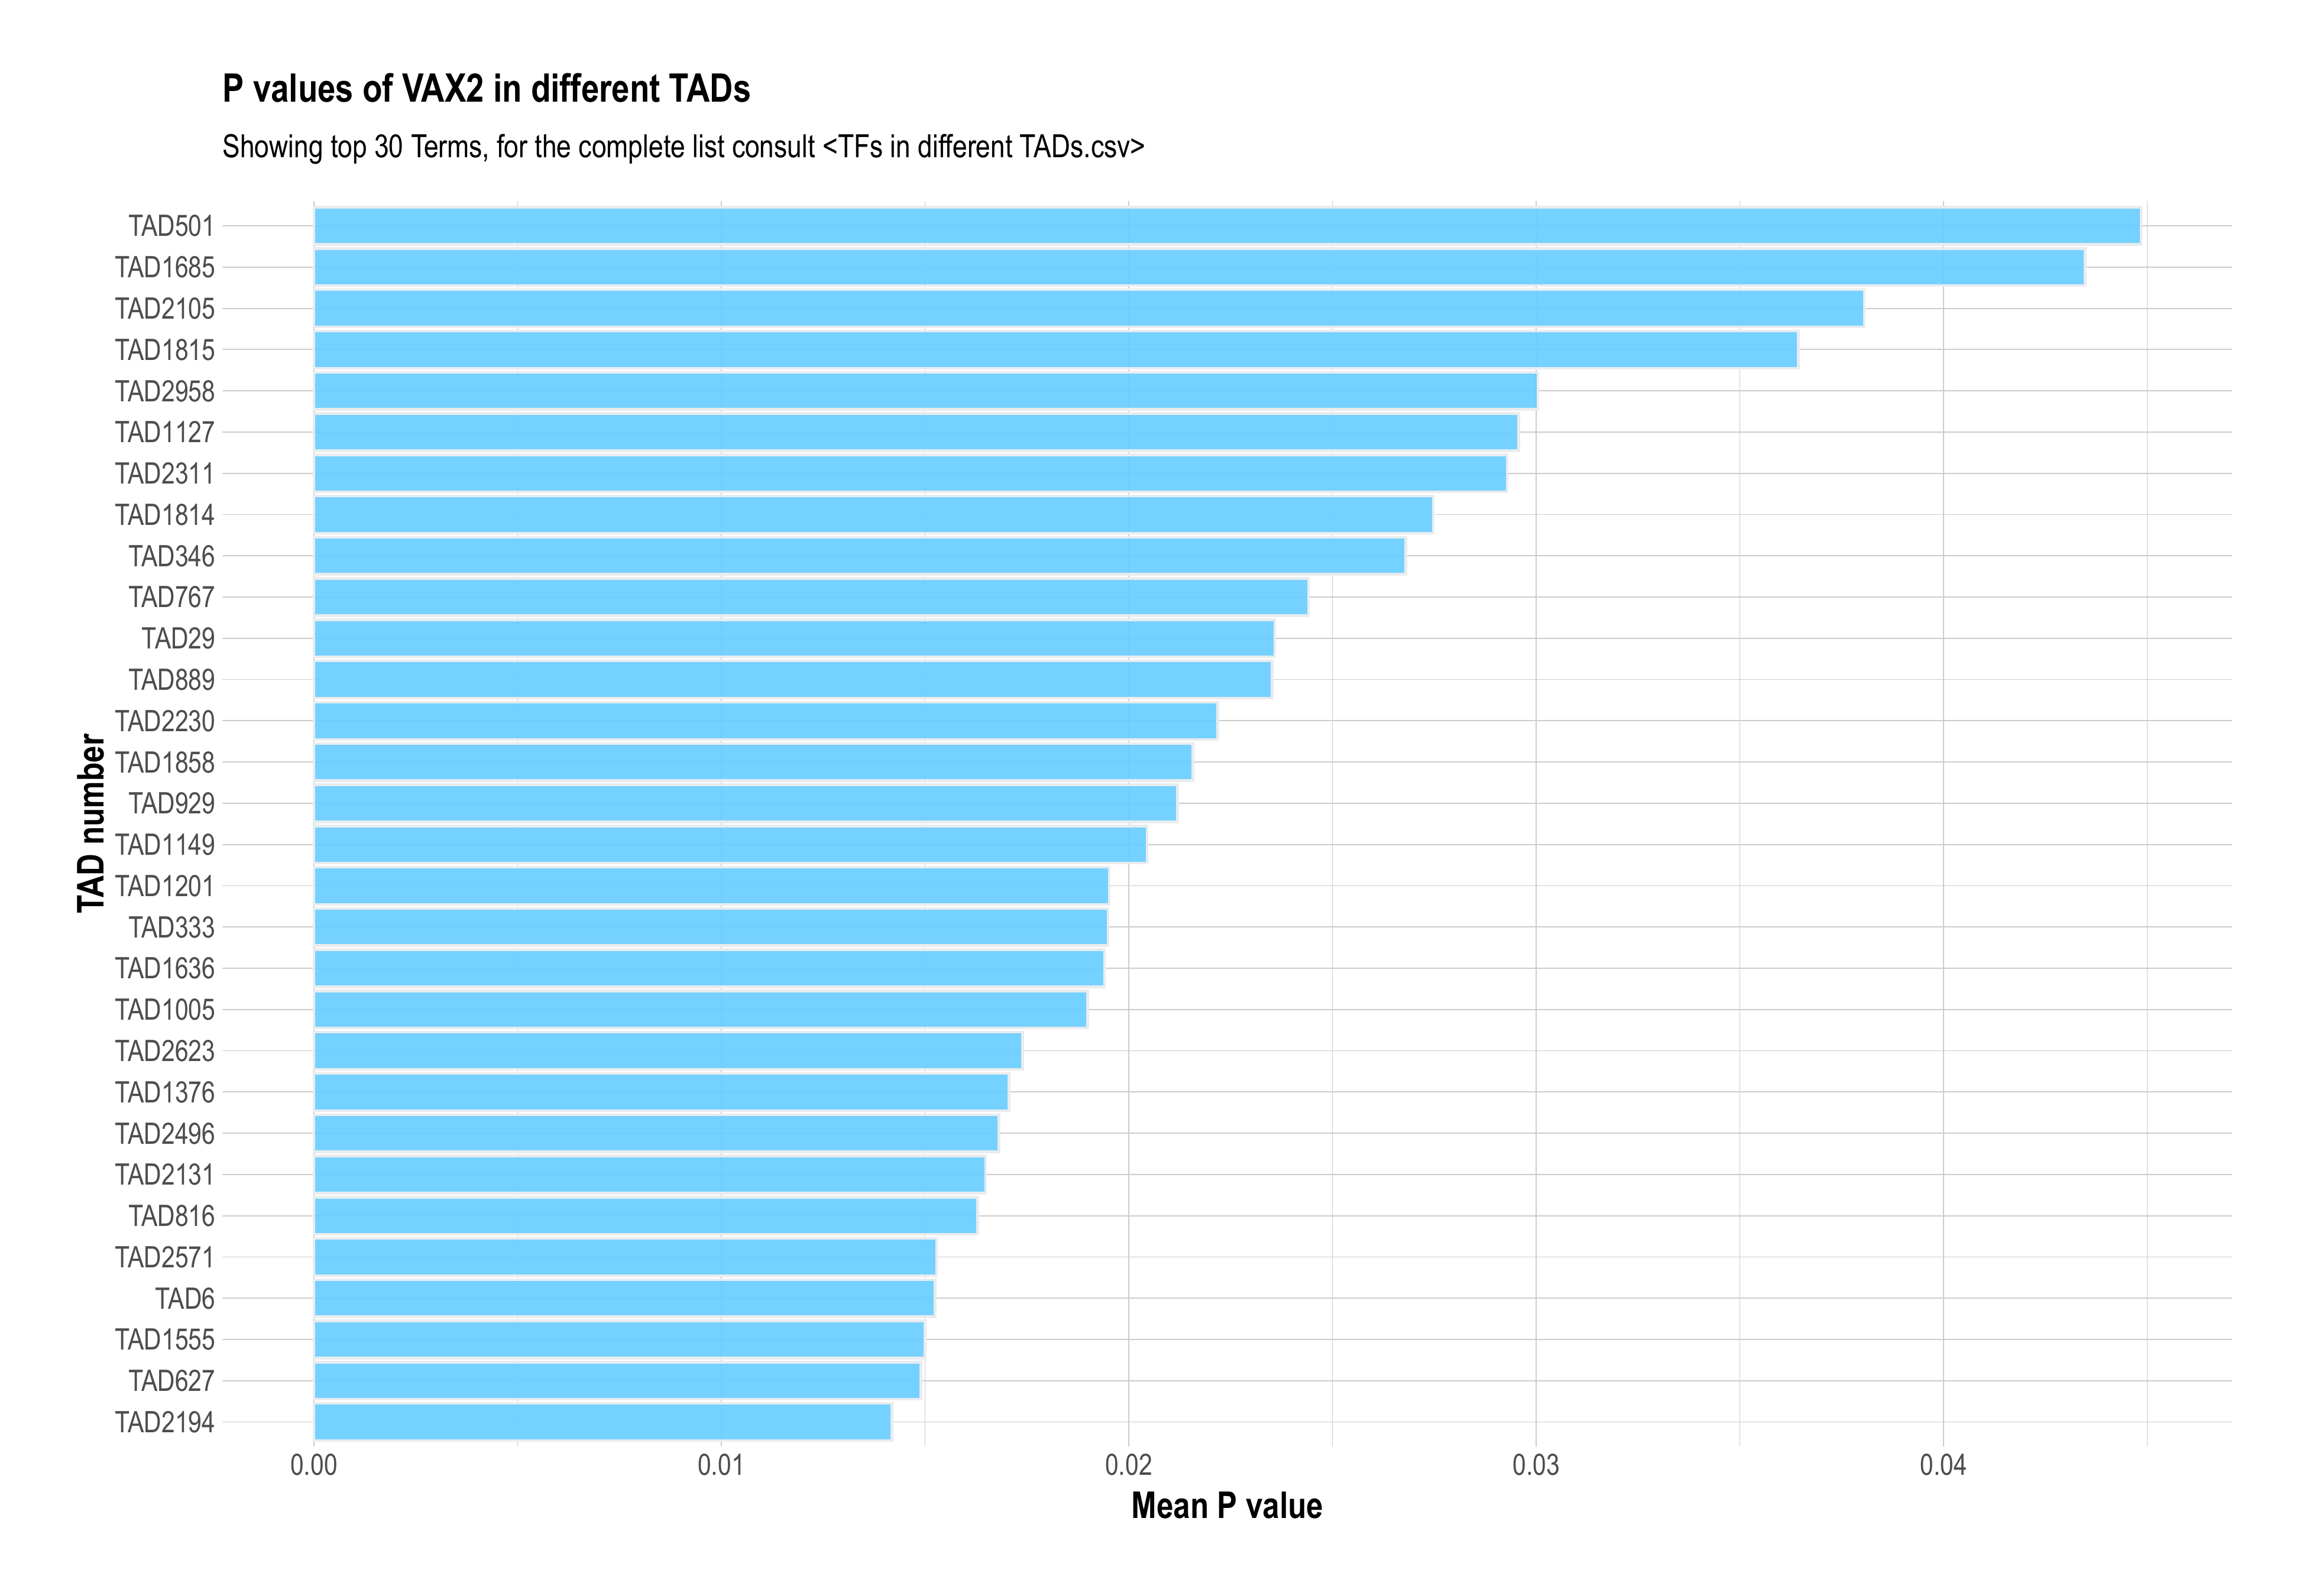 P values of VAX2 in different TADs
Showing top 30 Terms, for the complete list consult <TFs in different TADs.csv>
TAD number
TAD501
TAD1685
TAD2105
TAD1815
TAD2958
TAD1127
TAD2311
TAD1814
TAD346
TAD767
TAD29
TAD889
TAD2230
TAD1858
TAD929
TAD1149
TAD1201
TAD333
TAD1636
TAD1005
TAD2623
TAD1376
TAD2496
TAD2131
TAD816
TAD2571
TAD6
TAD1555
TAD627
TAD2194
0.00 0.01 0.02 0.03 0.04
Mean P value